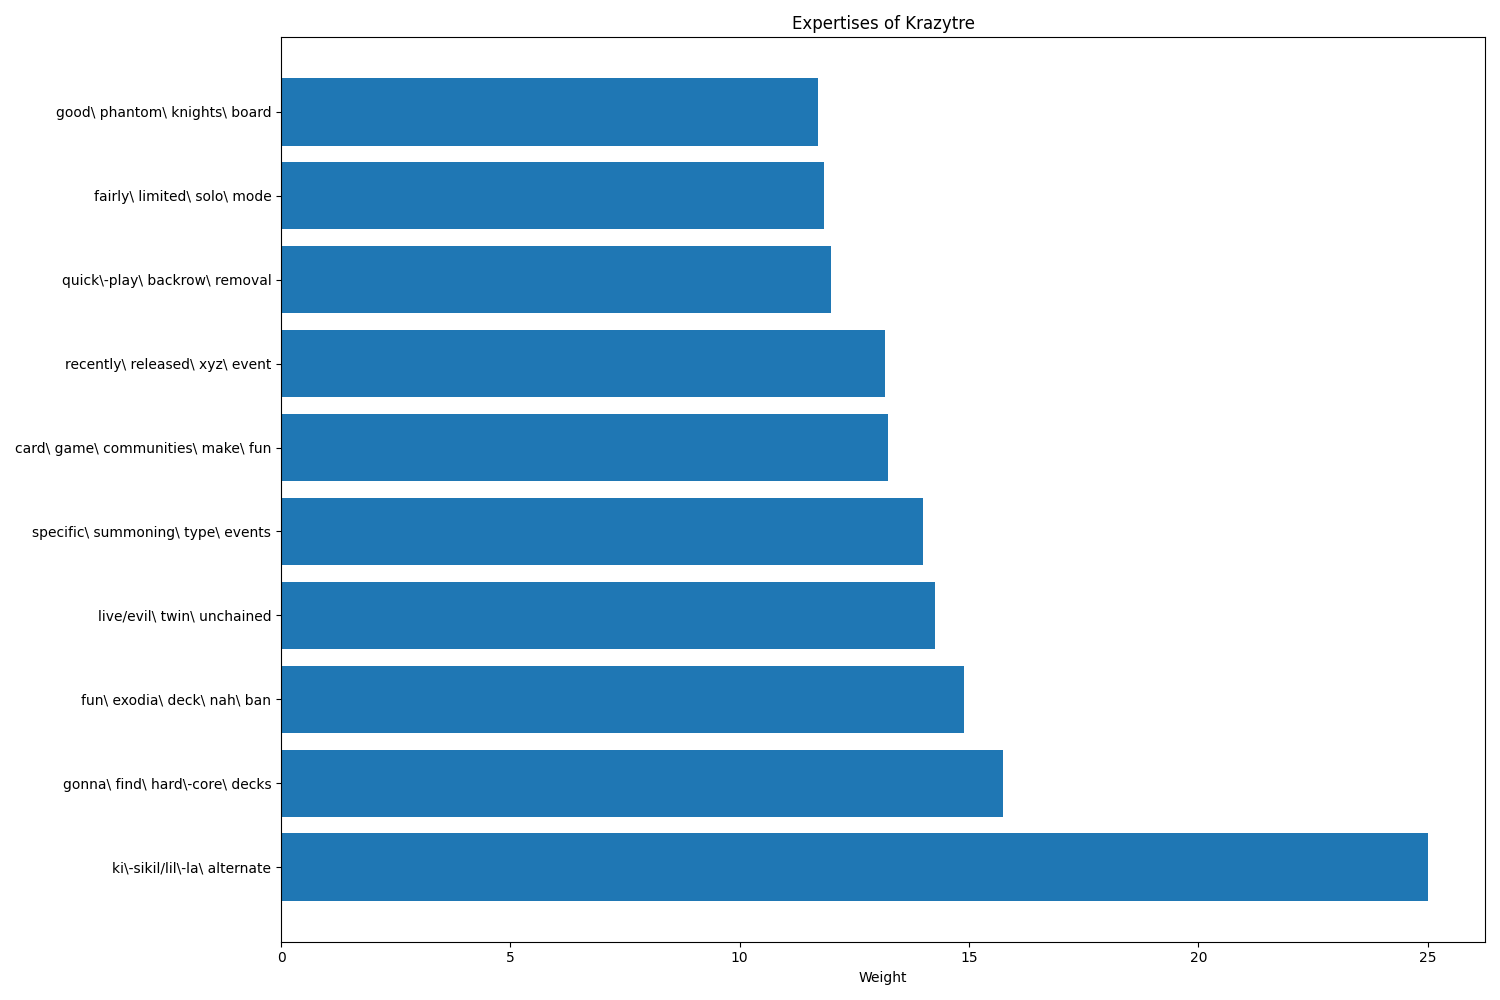 Expertises of Krazytre
good\ phantom\ knights\ board
fairly\ limited\ solo\ mode
quick\-play\ backrow\ removal
recently\ released\ xyz\ event
card\ game\ communities\ make\ fun
specific\ summoning\ type\ events
live/evil\ twin\ unchained
fun\ exodia\ deck\ nah\ ban
gonna\ find\ hard\-core\ decks
ki\-sikil/lil\-la\ alternate
0 5 10 15 20 25
Weight